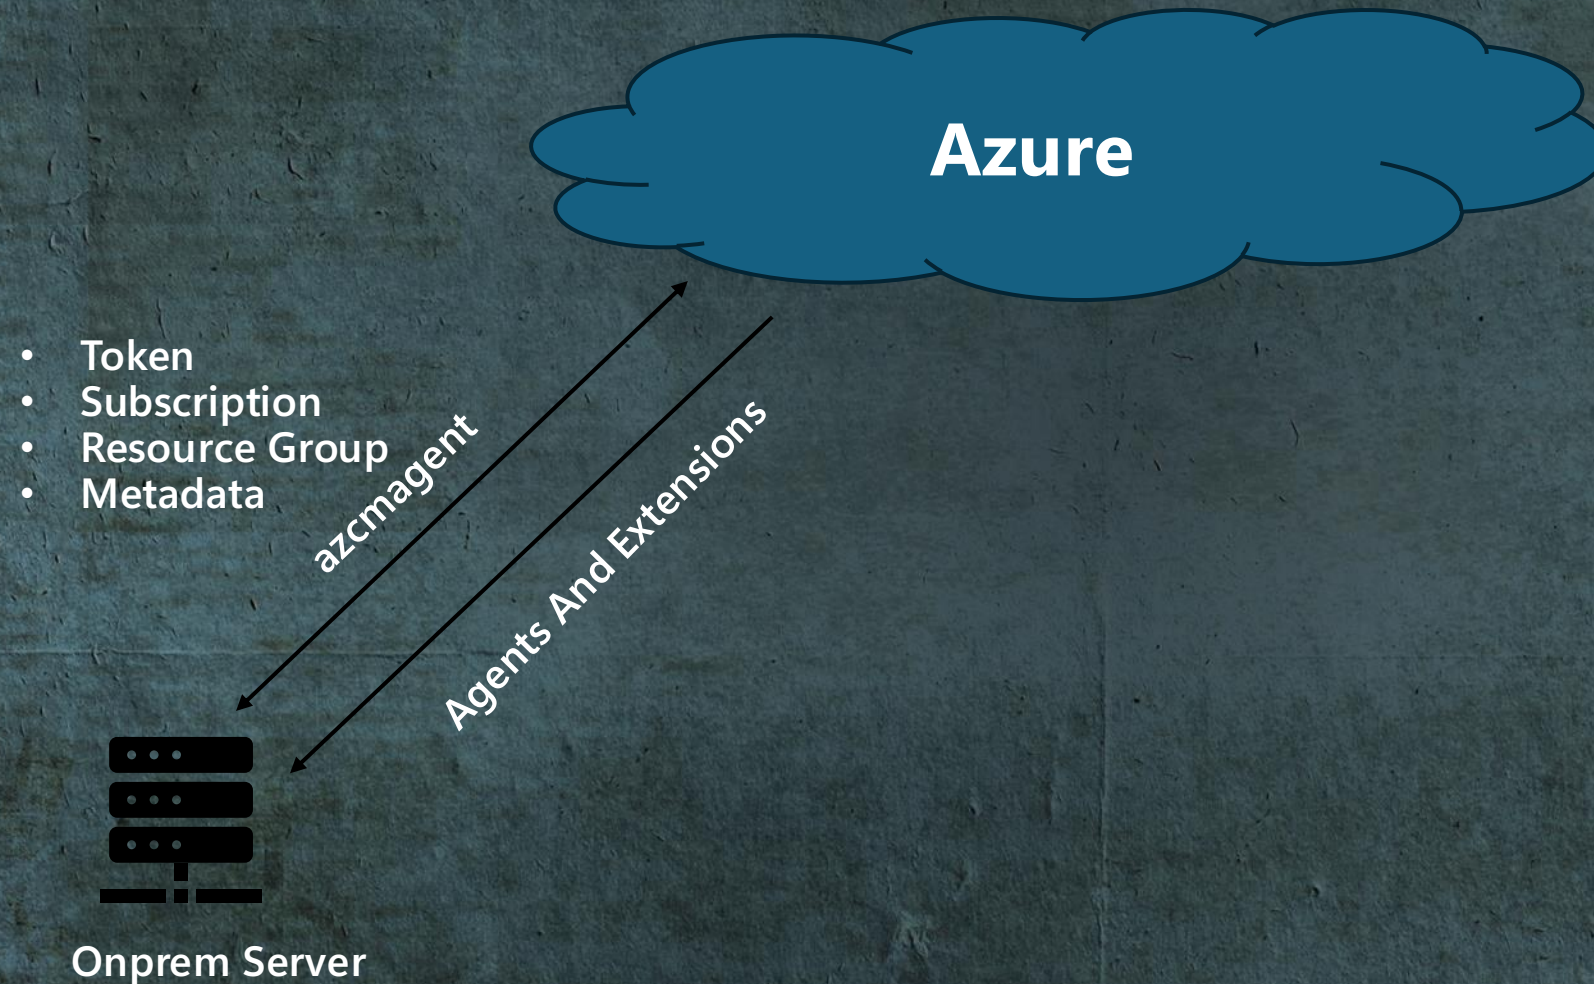 Azure
• Token
• Subscription
• Resource Group
• Metadata
azcmagent
Agents And Extensions
Onprem Server